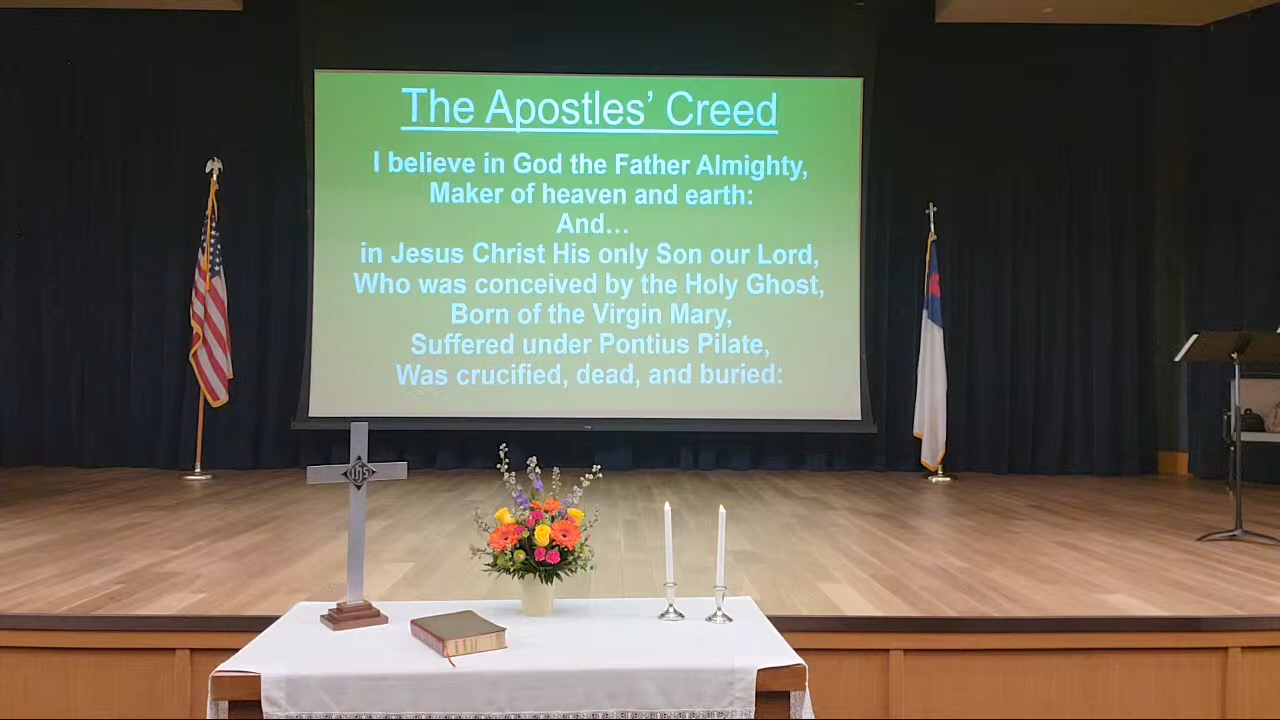 The Apostles’ Creed
I believe in God the Father Almighty,
Maker of heaven and earth:
And…
in Jesus Christ His only Son our Lord,
Who was conceived by the Holy Ghost,
Born of the Virgin Mary,
Suffered under Pontius Pilate,
Was crucified, dead, and buried:
IHS